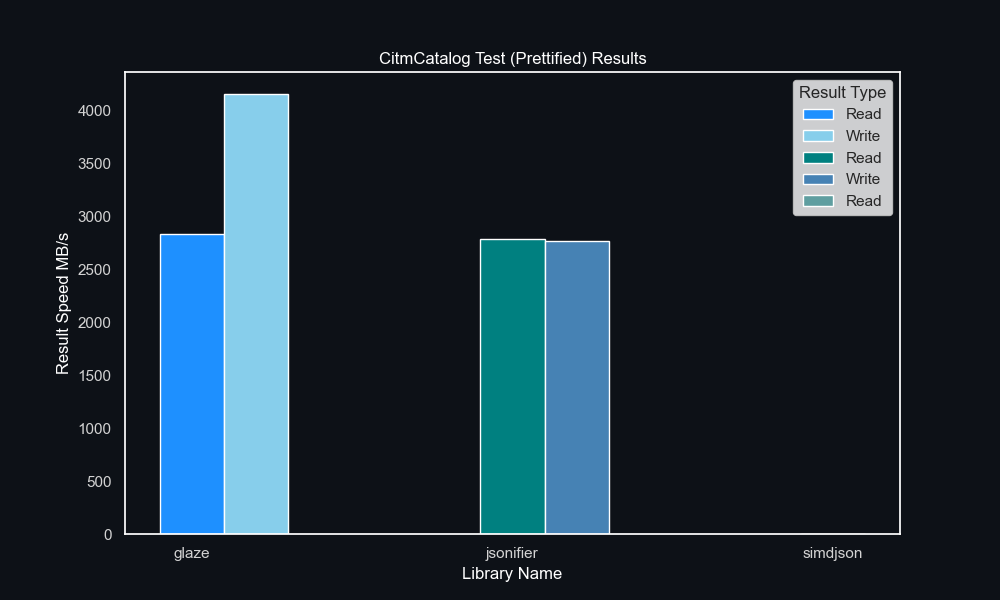 CitmCatalog Test (Prettified) Results
Result Type
Read
Write
Read
Write
Read
Result Speed MB/s
4000
3500
3000
2500
2000
1500
1000
500
0
glaze
jsonifier
simdjson
Library Name